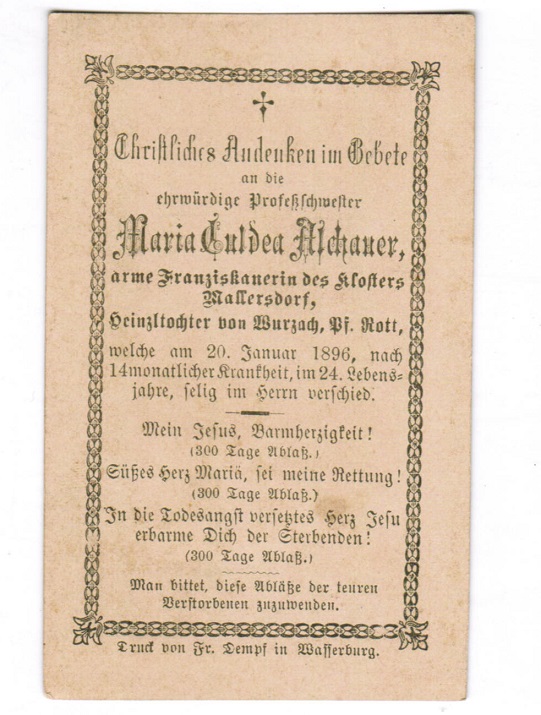 Christliches Andenken im Gebete
an die
ehrwürdige Profeßschwester
Maria Culdea Alchauer,
arme Franziskanerin des Klosters
Mallersdorf,
Heinzltochter von Wurzach, Pf. Rott,
welche am 20. Januar 1896, nach
14monatlicher Krankheit, im 24. Lebens=
jahre, selig im Herrn verschied.
Mein Jesus, Barmherzigkeit!
(300 Tage Ablaß.)
Süßes Herz Mariä, sei meine Rettung!
(300 Tage Ablaß.)
In die Todesangst versetztes Herz Jesu
erbarme Dich der Sterbenden!
(300 Tage Ablaß.)
Man bittet, diese Abläße der teuren
Verstorbenen zuzuwenden.
Druck von Fr. Dempf in Wasserburg.